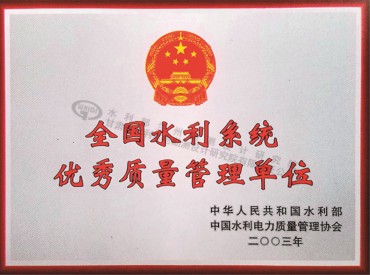 全国水利系统
优秀质量管理单位
中华人民共和国水利部
中国水利电力质量管理协会
二〇〇三年